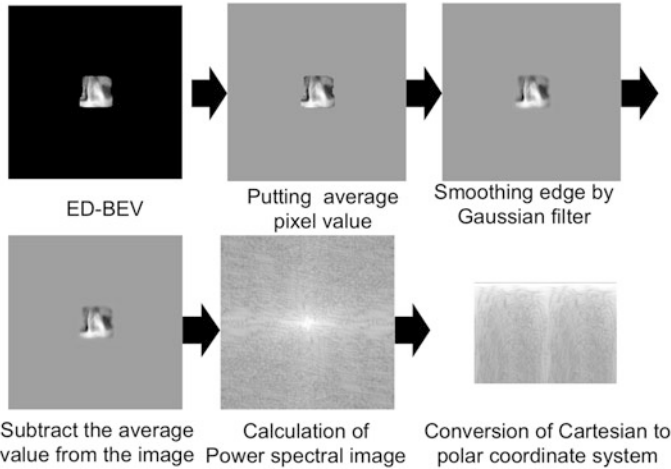 ED-BEV
Putting average
pixel value
Smoothing edge by
Gaussian filter
Subtract the average
value from the image
Calculation of
Power spectral image
Conversion of Cartesian to
polar coordinate system